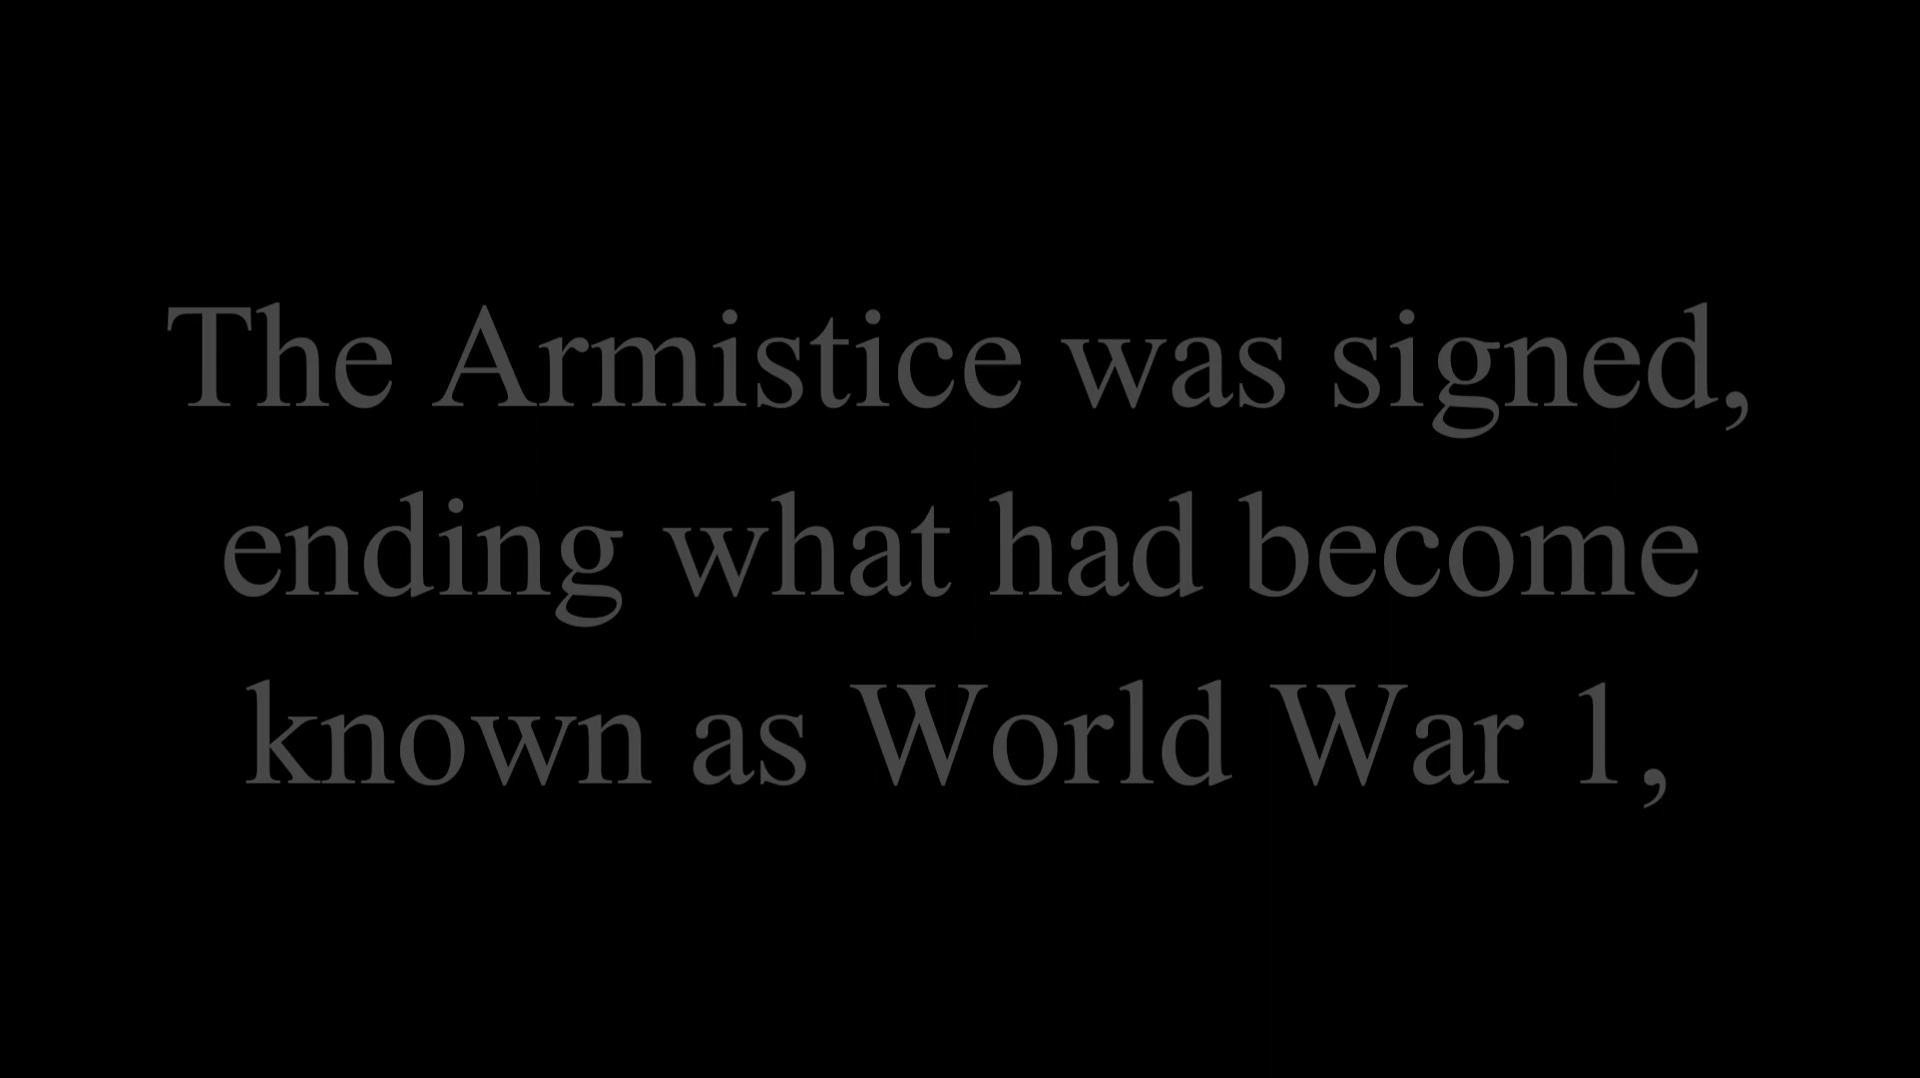 The Armistice was signed,
ending what had become
known as World War 1,